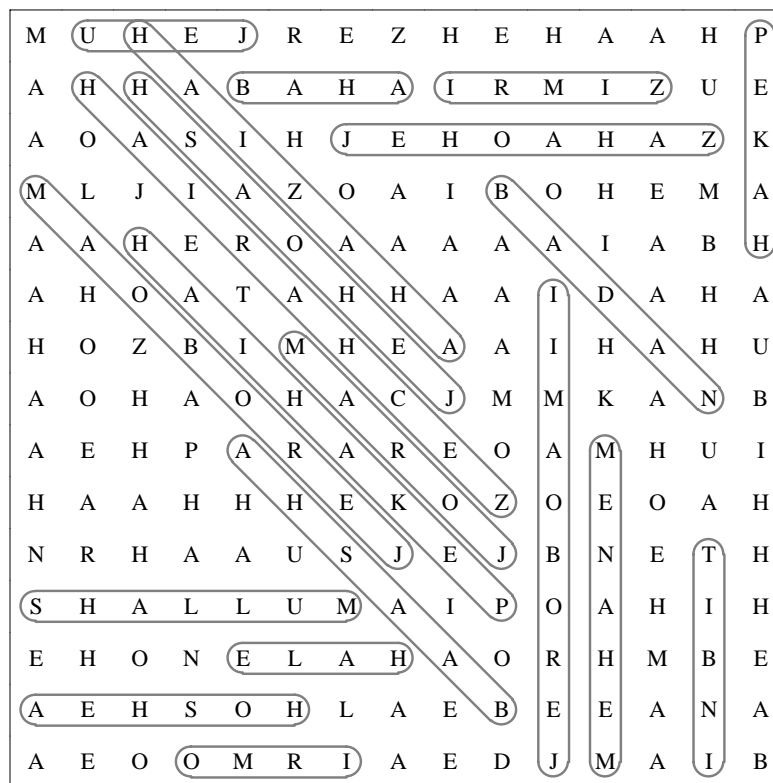 M U H E J R E Z H E H A A H P
A H H A B A H A I R M I Z U E
A O A S I H J E H O A H A Z K
M L J I A Z O A I B O H E M A
A A H E R O A A A A A I A B H
A H O A T A H H A A I D A H A
H O Z B I M H E A A I H A H U
A O H A O H A C J M M K A N B
A E H P A R A R E O A M H U I
H A A H H H E K O Z O E O A H
N R H A A U S J E J B N E T H
S H A L L U M A I P O A H I H
E H O N E L A H A O R H M B E
A E H S O H L A E B E E A N A
A E O O M R I A E D J M A I B